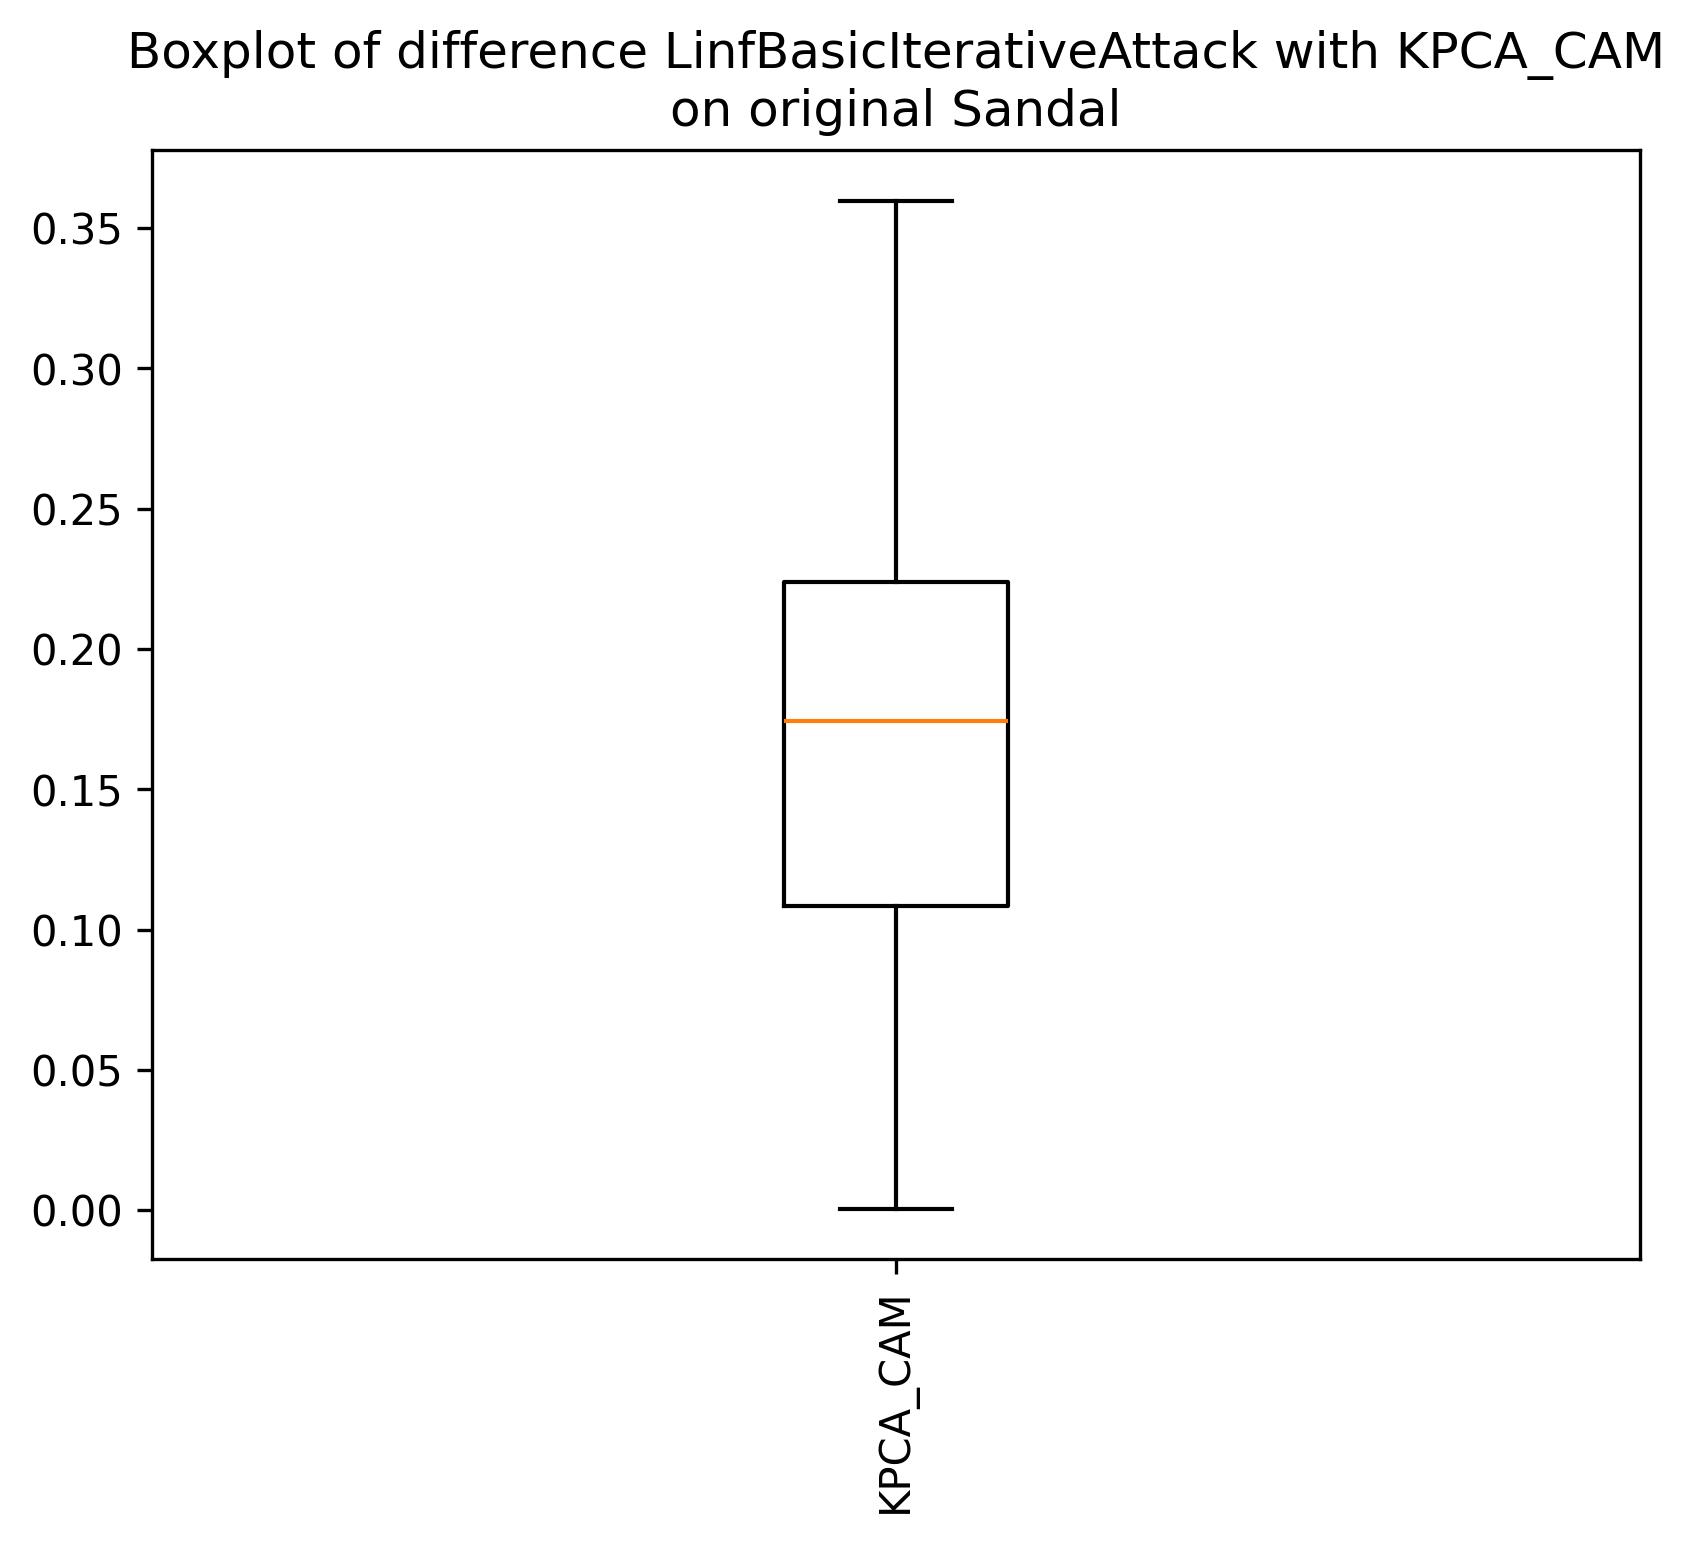 Boxplot of difference LinfBasicIterativeAttack with KPCA_CAM
on original Sandal
0.35
0.30
0.25
0.20
0.15
0.10
0.05
0.00
KPCA_CAM